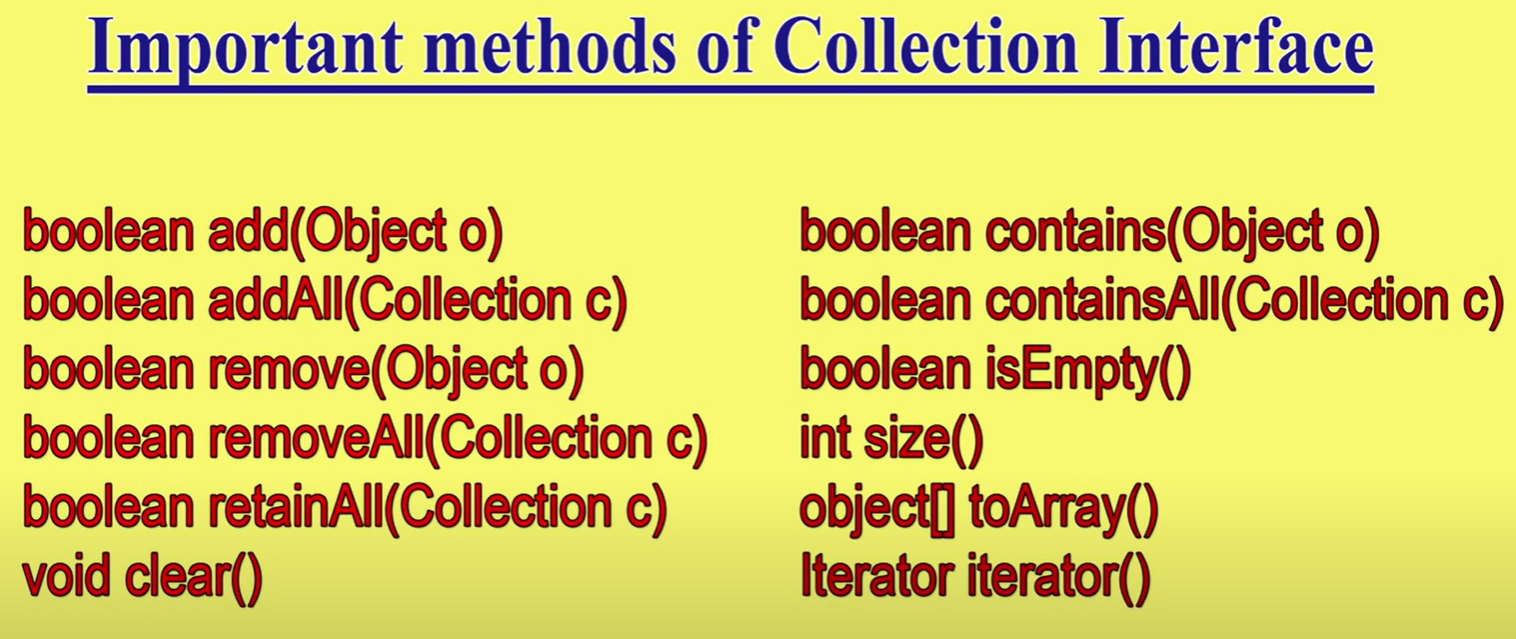 Important methods of Collection Interface
boolean add(Object o)
boolean addAll(Collection c)
boolean remove(Object o)
boolean removeAll(Collection c)
boolean retainAll(Collection c)
void clear()
boolean contains(Object o)
boolean containsAll(Collection c)
boolean isEmpty()
int size()
object[] toArray()
Iterator iterator()